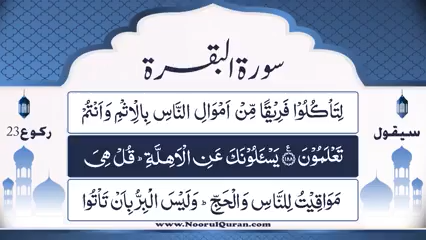 سورة البقرة
سیقول
رکوع 23
لِتَاْكُلُوْا فَرِیْقًا مِّنْ اَمْوَالِ النَّاسِ بِالْاِثْمِ وَاَنْتُمْ
تَعْلَمُوْنَ ۝١٨٨ یَسْـَٔلُوْنَكَ عَنِ الْاَهِلَّةِ ؕ قُلْ هِیَ
مَوَاقِیْتُ لِلنَّاسِ وَالْحَجِّ ؕ وَلَیْسَ الْبِرُّ بِاَنْ تَاْتُوا
www.NoorulQuran.com